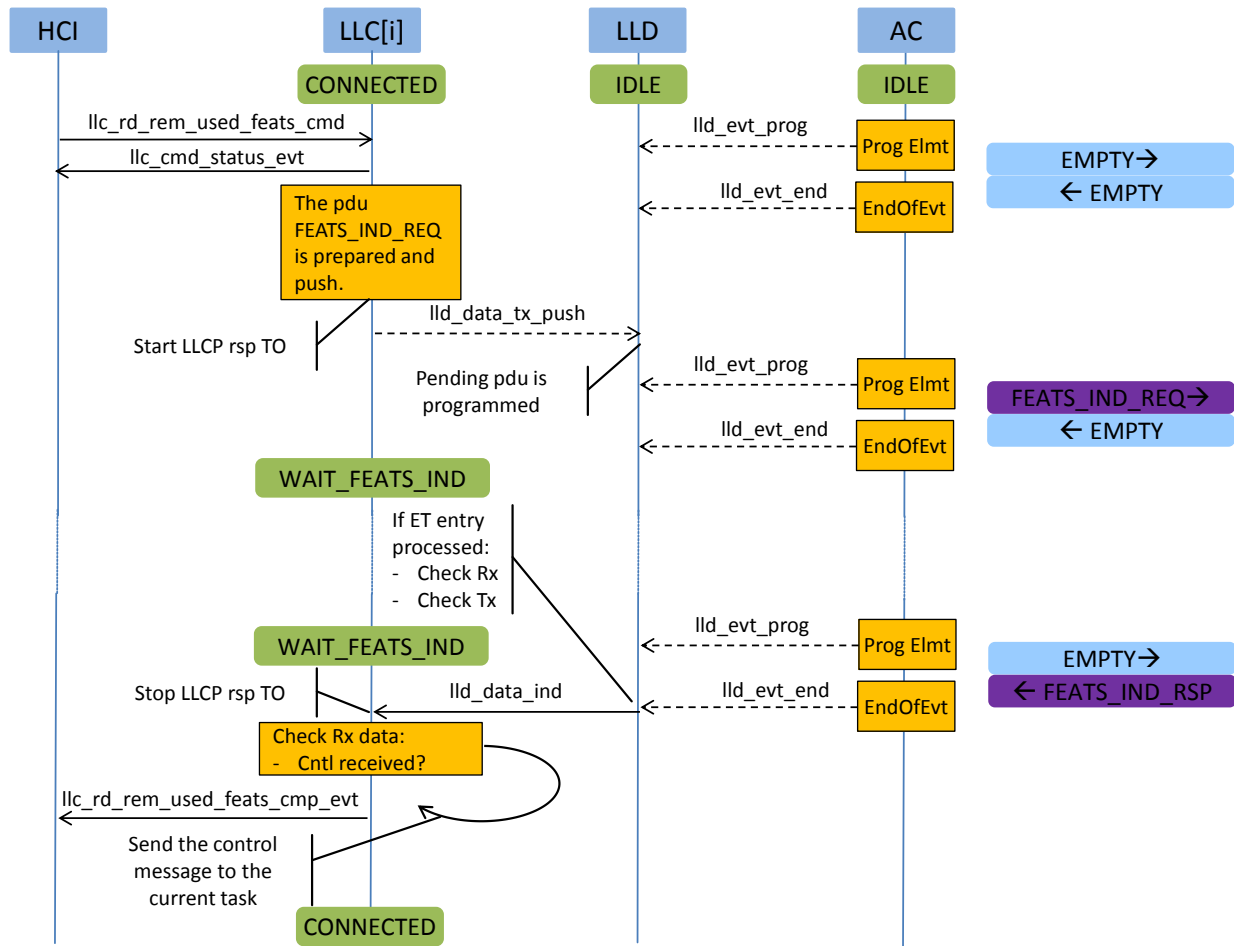 HCI
LLC[i]
LLD
AC
CONNECTED
IDLE
IDLE
llc_rd_rem_used_feats_cmd
lld_evt_prog
Prog Elmt
EMPTY→
llc_cmd_status_evt
← EMPTY
lld_evt_end
EndOfEvt
The pdu
FEATS_IND_REQ
is prepared and
push.
lld_data_tx_push
Start LLCP rsp TO
lld_evt_prog
Prog Elmt
Pending pdu is
programmed
FEATS_IND_REQ→
← EMPTY
lld_evt_end
EndOfEvt
WAIT_FEATS_IND
If ET entry
processed:
- Check Rx
- Check Tx
lld_evt_prog
Prog Elmt
WAIT_FEATS_IND
EMPTY→
Stop LLCP rsp TO
lld_data_ind
lld_evt_end
EndOfEvt
← FEATS_IND_RSP
Check Rx data:
- Cntl received?
llc_rd_rem_used_feats_cmp_evt
Send the control
message to the
current task
CONNECTED